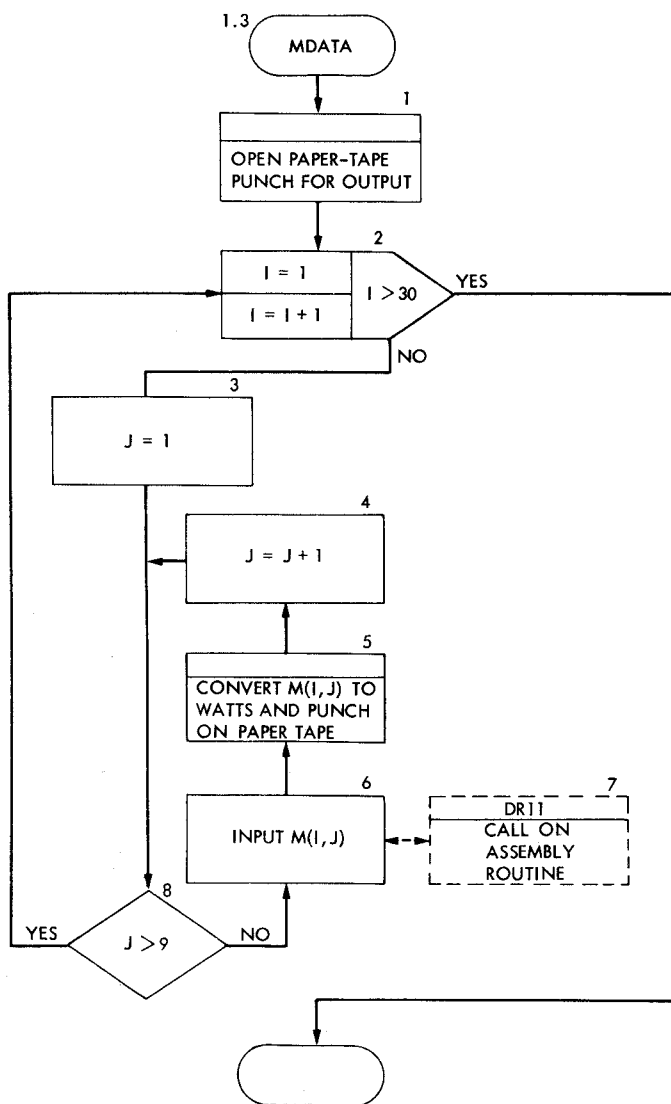 1.3
MDATA
1
OPEN PAPER-TAPE
PUNCH FOR OUTPUT
2
I = 1
I = I + 1
I > 30
YES
NO
3
J = 1
4
J = J + 1
5
CONVERT M(I,J) TO
WATTS AND PUNCH
ON PAPER TAPE
6
INPUT M(I,J)
7
DR11
CALL ON
ASSEMBLY
ROUTINE
8
YES
J > 9
NO